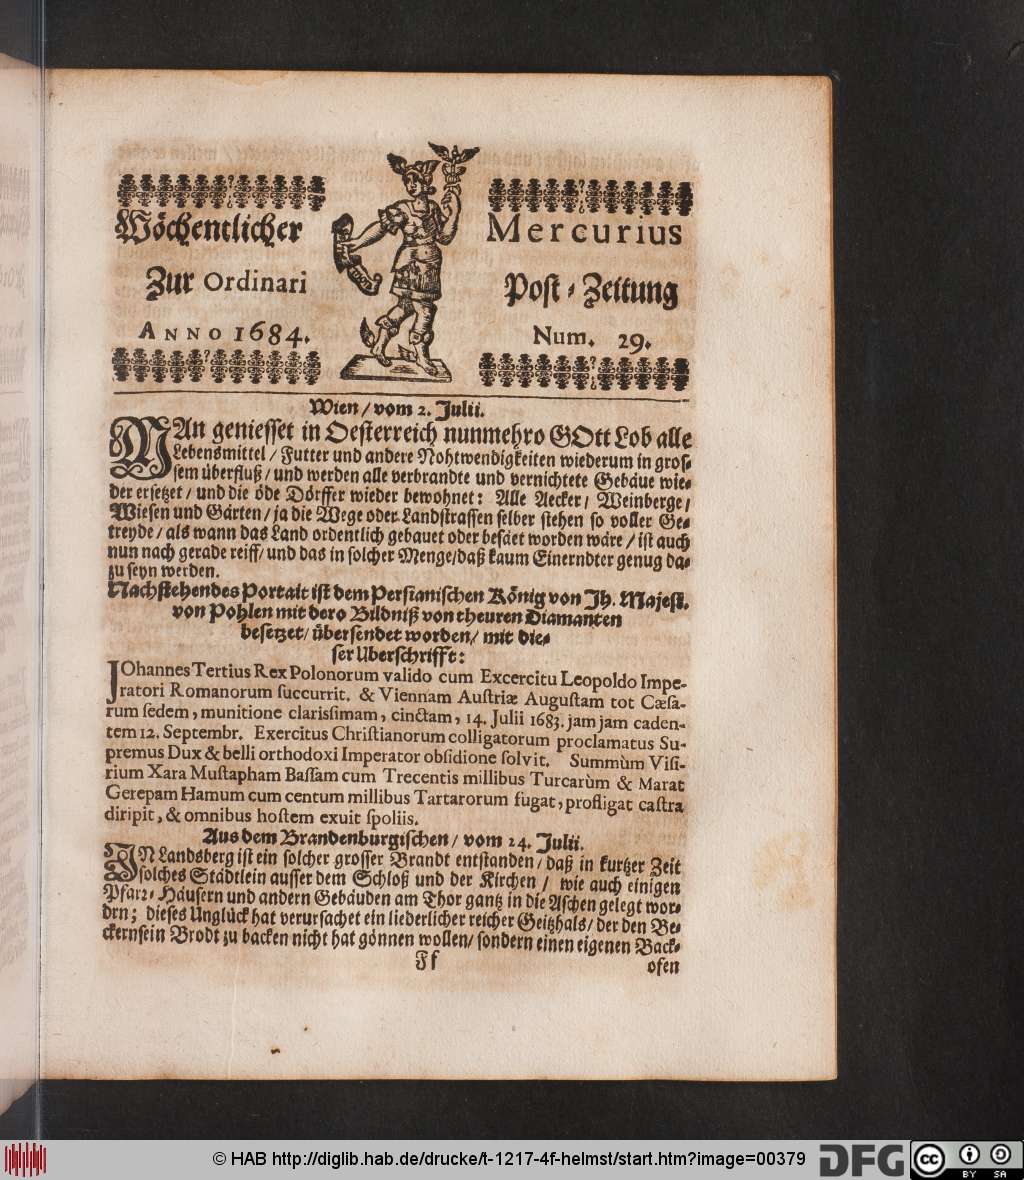 Wöchentlicher Mercurius
Zur Ordinari Post-Zeitung
ANNO 1684. Num. 29.
Wien / vom 2. Julii.
MAn geniesset in Oesterreich nunmehro GOtt Lob alle
Lebensmittel / Futter und andere Nohtwendigkeiten wiederum in gros-
sem überfluß / und werden alle verbrandte und vernichtete Gebäue wie-
der ersetzet / und die öde Dörffer wieder bewohnet: Alle Aecker / Weinberge /
Wiesen und Gärten / ja die Wege oder Landstrassen selber stehen so voller Ge-
treyde / als wann das Land ordentlich gebauet oder besäet worden wäre / ist auch
nun nach gerade reiff / und das in solcher Menge / daß kaum Einerndter genug da-
zu seyn werden.
Nachstehendes Portait ist dem Persianischen König von Ih. Majest.
von Pohlen mit dero Bildniß von theuren Diamanten
besetzet / übersendet worden / mit die-
ser Uberschrifft:
JOhannes Tertius Rex Polonorum valido cum Excercitu Leopoldo Impe-
ratori Romanorum succurrit. & Viennam Austriæ Augustam tot Cæsa-
rum sedem, munitione clarissimam, cinctam, 14. Julii 1683. jam jam caden-
tem 12. Septembr. Exercitus Christianorum colligatorum proclamatus Su-
premus Dux & belli orthodoxi Imperator obsidione solvit. Summùm Visi-
rium Xara Mustapham Bassam cum Trecentis millibus Turcarùm & Marat
Gerepam Hamum cum centum millibus Tartarorum fugat, profligat castra
diripit, & omnibus hostem exuit spoliis.
Aus dem Brandenburgischen / vom 24. Julii.
IN Landsberg ist ein solcher grosser Brandt entstanden / daß in kurtzer Zeit
solches Städtlein ausser dem Schloß und der Kirchen / wie auch einigen
Pfarr-Häusern und andern Gebäuden am Thor gantz in die Aschen gelegt wor-
drn; dieses Unglück hat verursachet ein liederlicher reicher Geitzhals / der den Be-
ckern sein Brodt zu backen nicht hat gönnen wollen / sondern einen eigenen Back-
Ff ofen
© HAB http://diglib.hab.de/drucke/t-1217-4f-helmst/start.htm?image=00379
DFG
cc BY SA